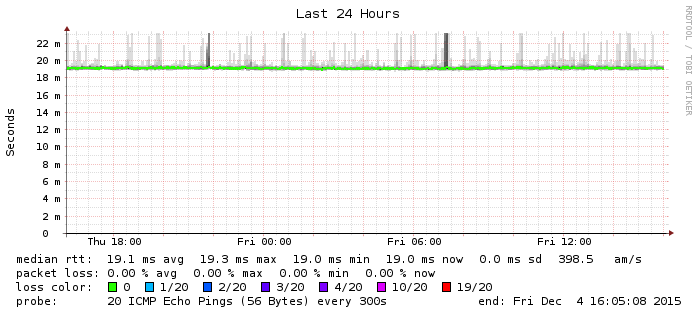 Last 24 Hours
RRDTOOL / TOBI OETIKER
Seconds
22 m
20 m
18 m
16 m
14 m
12 m
10 m
8 m
6 m
4 m
2 m
0
Thu 18:00 Fri 00:00 Fri 06:00 Fri 12:00
median rtt: 19.1 ms avg 19.3 ms max 19.0 ms min 19.0 ms now 0.0 ms sd 398.5 am/s
packet loss: 0.00 % avg 0.00 % max 0.00 % min 0.00 % now
loss color: 0 1/20 2/20 3/20 4/20 10/20 19/20
probe: 20 ICMP Echo Pings (56 Bytes) every 300s end: Fri Dec 4 16:05:08 2015